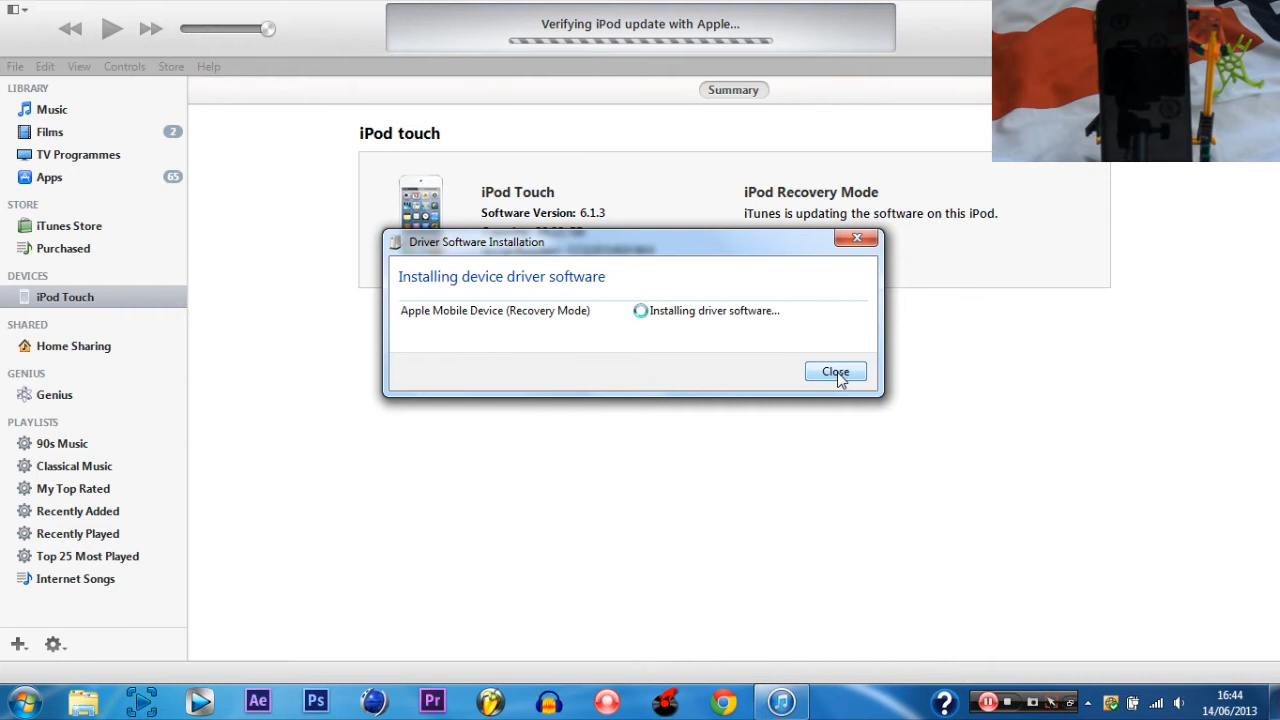 Verifying iPod update with Apple...
File Edit View Controls Store Help
Summary
LIBRARY
Music
Films 2
TV Programmes
Apps 65
STORE
iTunes Store
Purchased
DEVICES
iPod Touch
SHARED
Home Sharing
GENIUS
Genius
PLAYLISTS
90s Music
Classical Music
My Top Rated
Recently Added
Recently Played
Top 25 Most Played
Internet Songs
iPod touch
iPod Touch
Software Version: 6.1.3
iPod Recovery Mode
iTunes is updating the software on this iPod.
Driver Software Installation
Installing device driver software
Apple Mobile Device (Recovery Mode) Installing driver software...
Close
Ae Ps Pr
16:44
14/06/2013